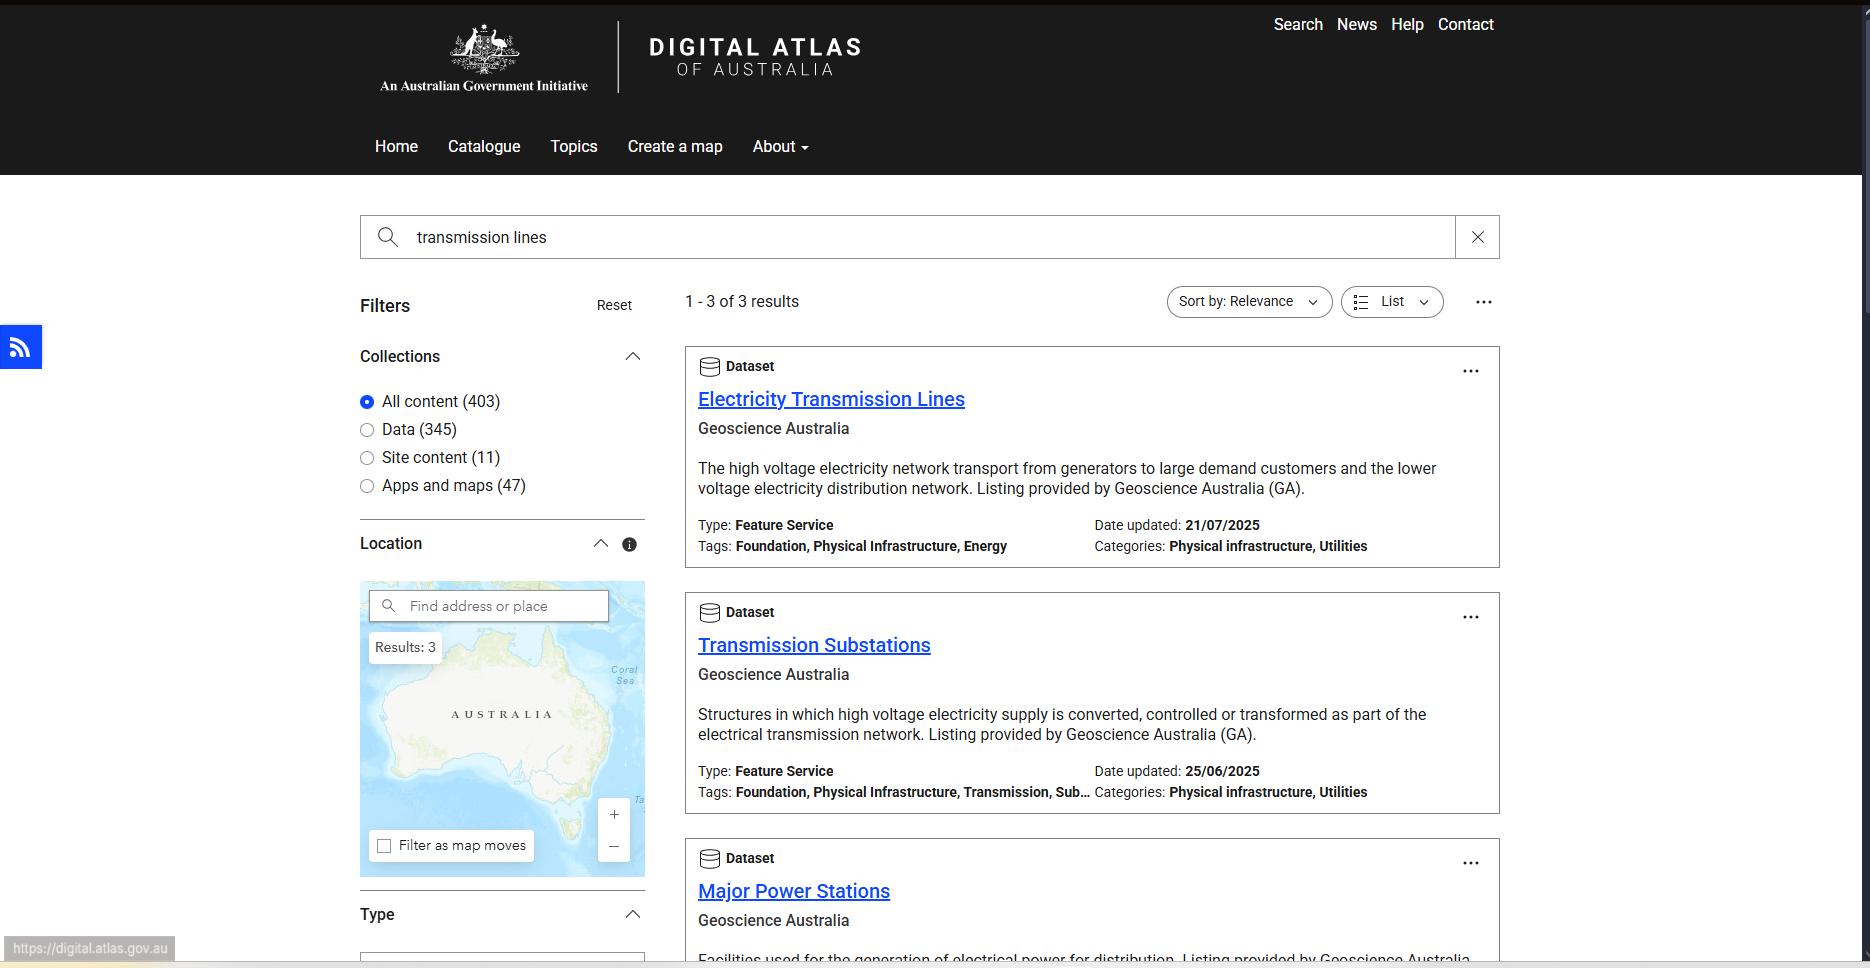 Search News Help Contact
An Australian Government Initiative
DIGITAL ATLAS
OF AUSTRALIA
Home Catalogue Topics Create a map About
transmission lines
Filters Reset
Collections
All content (403)
Data (345)
Site content (11)
Apps and maps (47)
Location
Find address or place
Results: 3
Coral
Sea
AUSTRALIA
Ta
+
−
Filter as map moves
Type
1 - 3 of 3 results
Sort by: Relevance
List
Dataset
Electricity Transmission Lines
Geoscience Australia
The high voltage electricity network transport from generators to large demand customers and the lower
voltage electricity distribution network. Listing provided by Geoscience Australia (GA).
Type: Feature Service Date updated: 21/07/2025
Tags: Foundation, Physical Infrastructure, Energy Categories: Physical infrastructure, Utilities
Dataset
Transmission Substations
Geoscience Australia
Structures in which high voltage electricity supply is converted, controlled or transformed as part of the
electrical transmission network. Listing provided by Geoscience Australia (GA).
Type: Feature Service Date updated: 25/06/2025
Tags: Foundation, Physical Infrastructure, Transmission, Sub... Categories: Physical infrastructure, Utilities
Dataset
Major Power Stations
Geoscience Australia
Facilities used for the generation of electrical power for distribution. Listing provided by Geoscience Australia
https://digital.atlas.gov.au